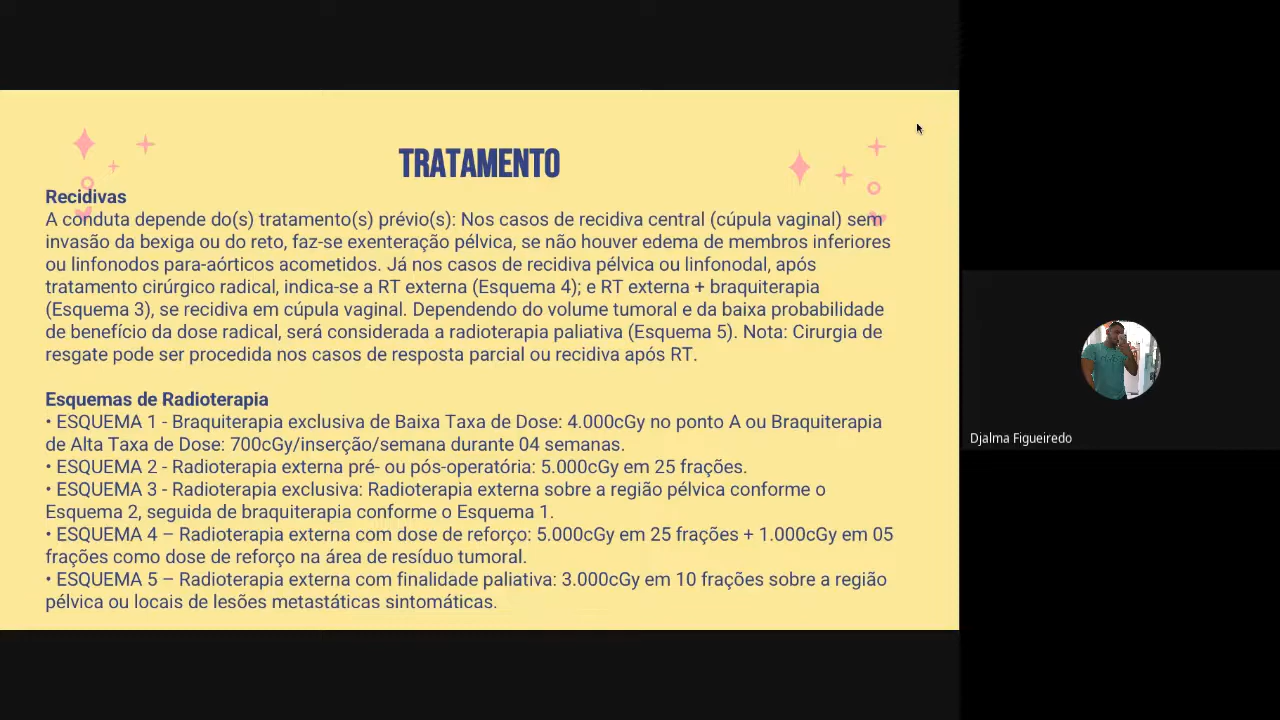 TRATAMENTO
Recidivas
A conduta depende do(s) tratamento(s) prévio(s): Nos casos de recidiva central (cúpula vaginal) sem
invasão da bexiga ou do reto, faz-se exenteração pélvica, se não houver edema de membros inferiores
ou linfonodos para-aórticos acometidos. Já nos casos de recidiva pélvica ou linfonodal, após
tratamento cirúrgico radical, indica-se a RT externa (Esquema 4); e RT externa + braquiterapia
(Esquema 3), se recidiva em cúpula vaginal. Dependendo do volume tumoral e da baixa probabilidade
de benefício da dose radical, será considerada a radioterapia paliativa (Esquema 5). Nota: Cirurgia de
resgate pode ser procedida nos casos de resposta parcial ou recidiva após RT.
Esquemas de Radioterapia
• ESQUEMA 1 - Braquiterapia exclusiva de Baixa Taxa de Dose: 4.000cGy no ponto A ou Braquiterapia
de Alta Taxa de Dose: 700cGy/inserção/semana durante 04 semanas.
• ESQUEMA 2 - Radioterapia externa pré- ou pós-operatória: 5.000cGy em 25 frações.
• ESQUEMA 3 - Radioterapia exclusiva: Radioterapia externa sobre a região pélvica conforme o
Esquema 2, seguida de braquiterapia conforme o Esquema 1.
• ESQUEMA 4 – Radioterapia externa com dose de reforço: 5.000cGy em 25 frações + 1.000cGy em 05
frações como dose de reforço na área de resíduo tumoral.
• ESQUEMA 5 – Radioterapia externa com finalidade paliativa: 3.000cGy em 10 frações sobre a região
pélvica ou locais de lesões metastáticas sintomáticas.
Djalma Figueiredo